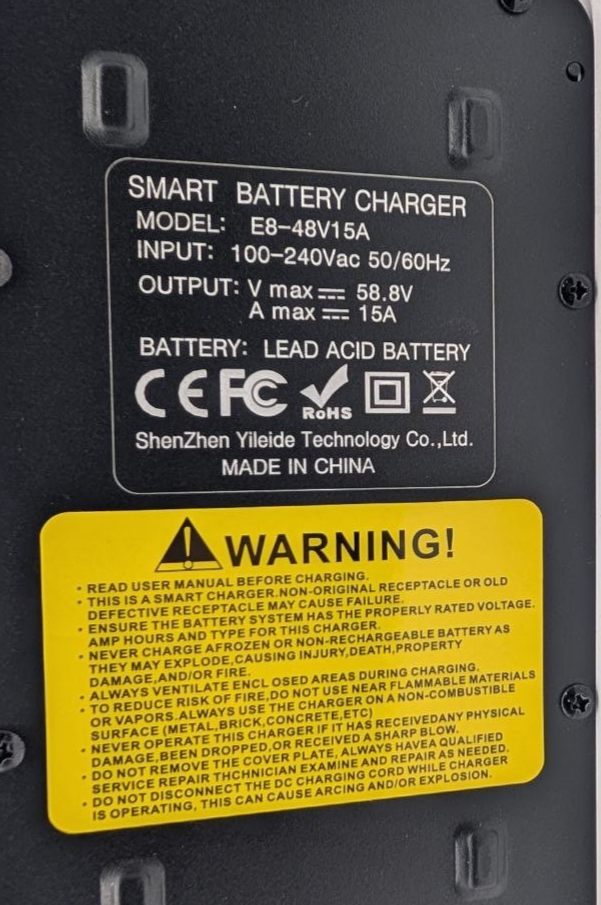 SMART BATTERY CHARGER
MODEL: E8-48V15A
INPUT: 100-240Vac 50/60Hz
OUTPUT: V max ⎓ 58.8V
A max ⎓ 15A
BATTERY: LEAD ACID BATTERY
CE FC RoHS
ShenZhen Yileide Technology Co.,Ltd.
MADE IN CHINA
WARNING!
• READ USER MANUAL BEFORE CHARGING.
• THIS IS A SMART CHARGER.NON-ORIGINAL RECEPTACLE OR OLD
DEFECTIVE RECEPTACLE MAY CAUSE FAILURE.
• ENSURE THE BATTERY SYSTEM HAS THE PROPERLY RATED VOLTAGE.
AMP HOURS AND TYPE FOR THIS CHARGER.
• NEVER CHARGE AFROZEN OR NON-RECHARGEABLE BATTERY AS
THEY MAY EXPLODE,CAUSING INJURY,DEATH,PROPERTY
DAMAGE,AND/OR FIRE.
• ALWAYS VENTILATE ENCL OSED AREAS DURING CHARGING.
• TO REDUCE RISK OF FIRE,DO NOT USE NEAR FLAMMABLE MATERIALS
OR VAPORS.ALWAYS USE THE CHARGER ON A NON-COMBUSTIBLE
SURFACE (METAL,BRICK,CONCRETE,ETC)
• NEVER OPERATE THIS CHARGER IF IT HAS RECEIVEDANY PHYSICAL
DAMAGE,BEEN DROPPED,OR RECEIVED A SHARP BLOW.
• DO NOT REMOVE THE COVER PLATE, ALWAYS HAVEA QUALIFIED
SERVICE REPAIR THCHNICIAN EXAMINE AND REPAIR AS NEEDED.
• DO NOT DISCONNECT THE DC CHARGING CORD WHILE CHARGER
IS OPERATING, THIS CAN CAUSE ARCING AND/OR EXPLOSION.